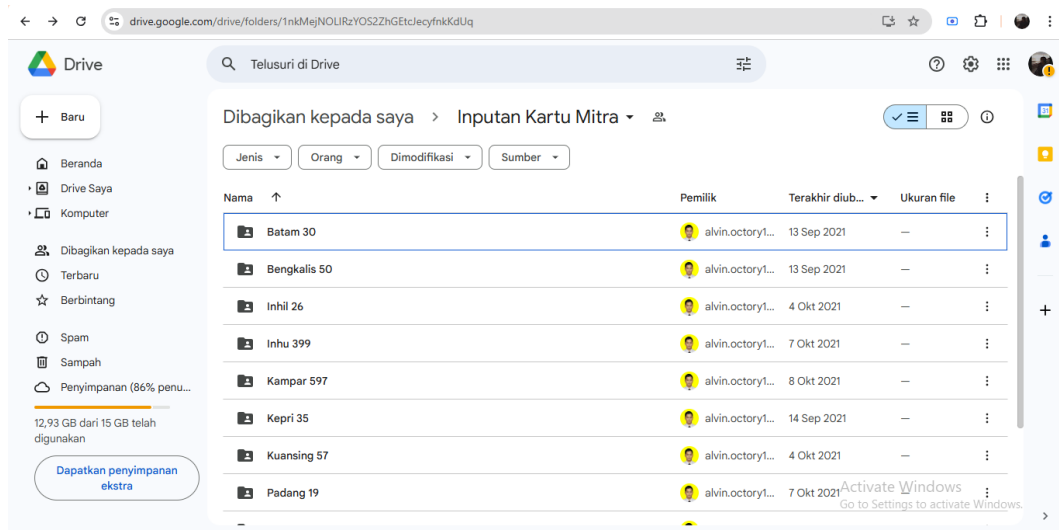 drive.google.com/drive/folders/1nkMejNOLIRzYOS2ZhGEtcJecyfnkKdUq
Drive
Telusuri di Drive
Baru
Beranda
Drive Saya
Komputer
Dibagikan kepada saya
Terbaru
Berbintang
Spam
Sampah
Penyimpanan (86% penu...
12,93 GB dari 15 GB telah
digunakan
Dapatkan penyimpanan
ekstra
Dibagikan kepada saya > Inputan Kartu Mitra
Jenis Orang Dimodifikasi Sumber
Nama Pemilik Terakhir diub... Ukuran file
Batam 30 alvin.octory1... 13 Sep 2021 —
Bengkalis 50 alvin.octory1... 13 Sep 2021 —
Inhil 26 alvin.octory1... 4 Okt 2021 —
Inhu 399 alvin.octory1... 7 Okt 2021 —
Kampar 597 alvin.octory1... 8 Okt 2021 —
Kepri 35 alvin.octory1... 14 Sep 2021 —
Kuansing 57 alvin.octory1... 4 Okt 2021 —
Padang 19 alvin.octory1... 7 Okt 2021 —
Activate Windows
Go to Settings to activate Windows.
31